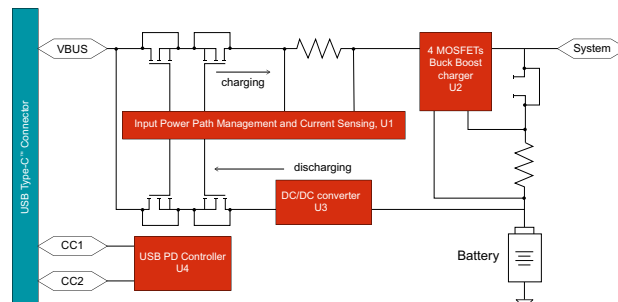 USB Type-C™ Connector
VBUS
charging
4 MOSFETs
Buck Boost
charger
U2
System
Input Power Path Management and Current Sensing, U1
discharging
DC/DC converter
U3
CC1
CC2
USB PD Controller
U4
Battery